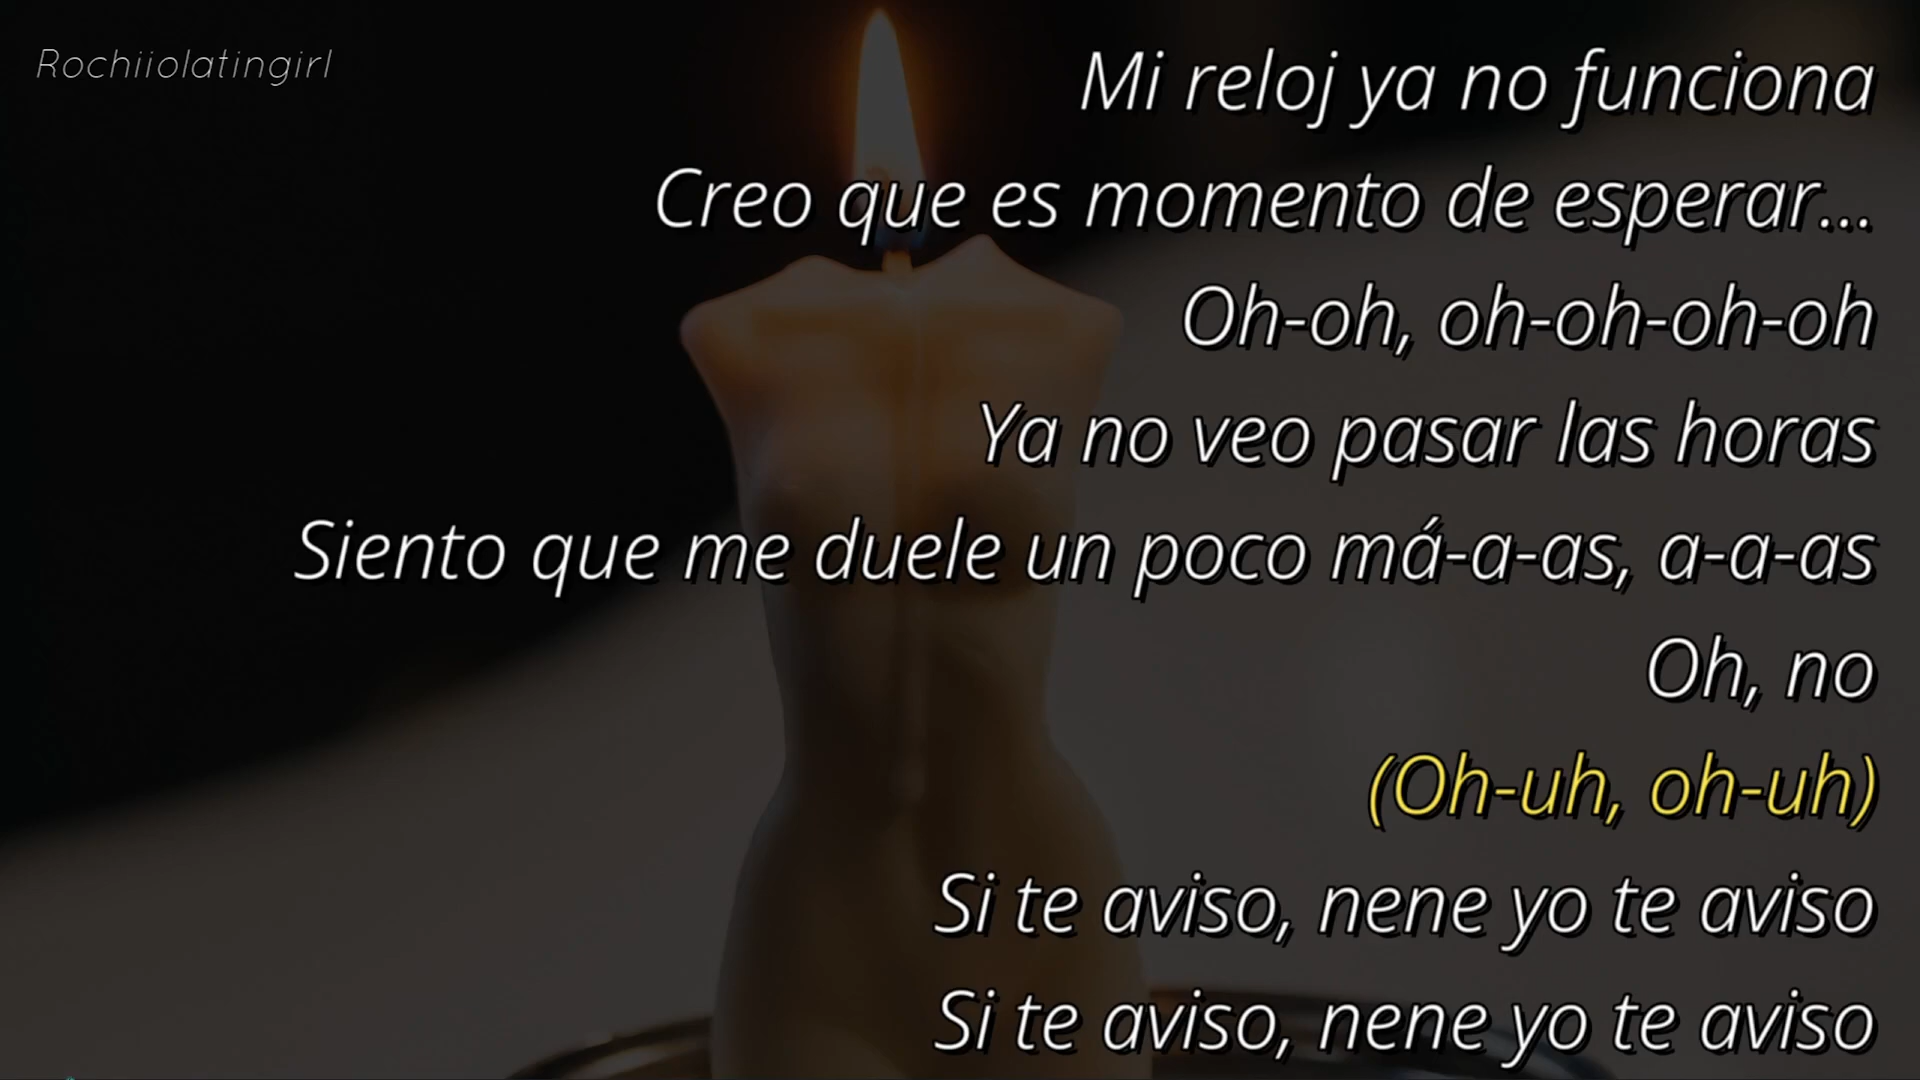 Rochiiolatingirl
Mi reloj ya no funciona
Creo que es momento de esperar...
Oh-oh, oh-oh-oh-oh
Ya no veo pasar las horas
Siento que me duele un poco má-a-as, a-a-as
Oh, no
(Oh-uh, oh-uh)
Si te aviso, nene yo te aviso
Si te aviso, nene yo te aviso